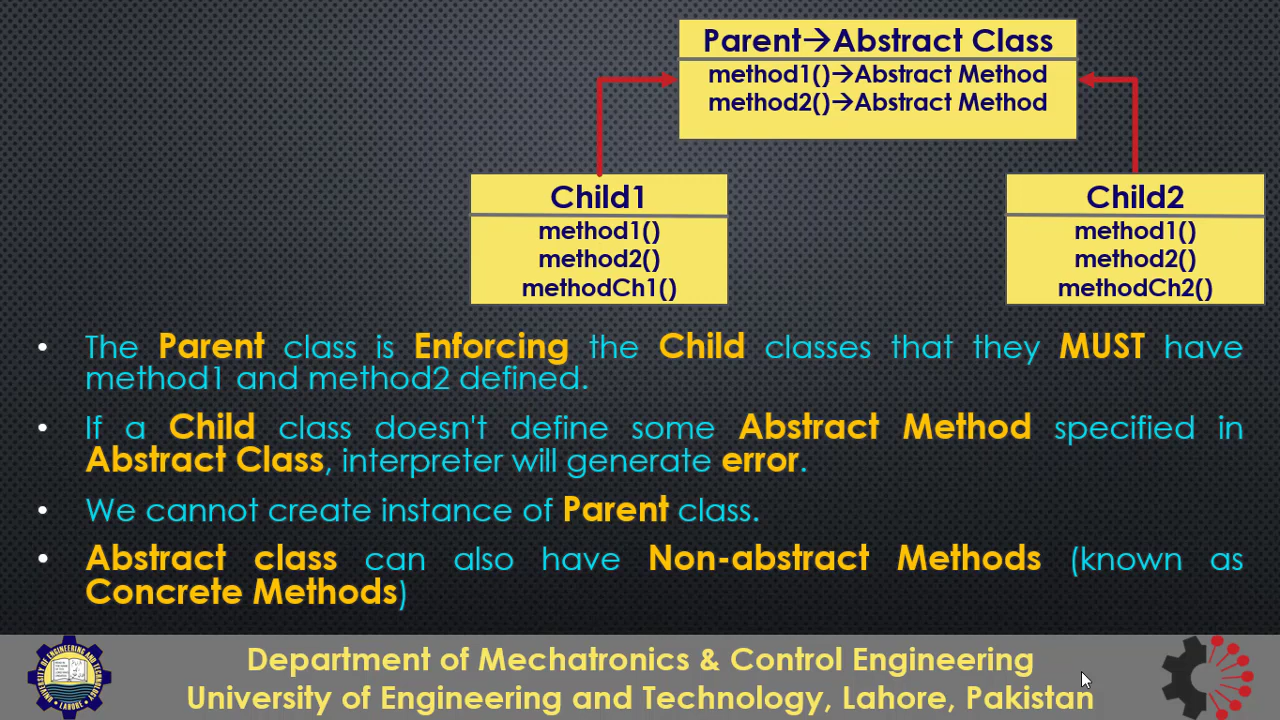 Parent→Abstract Class
method1()→Abstract Method
method2()→Abstract Method
Child1
method1()
method2()
methodCh1()
Child2
method1()
method2()
methodCh2()
• The Parent class is Enforcing the Child classes that they MUST have
method1 and method2 defined.
• If a Child class doesn't define some Abstract Method specified in
Abstract Class, interpreter will generate error.
• We cannot create instance of Parent class.
• Abstract class can also have Non-abstract Methods (known as
Concrete Methods)
Department of Mechatronics & Control Engineering
University of Engineering and Technology, Lahore, Pakistan
LAHORE